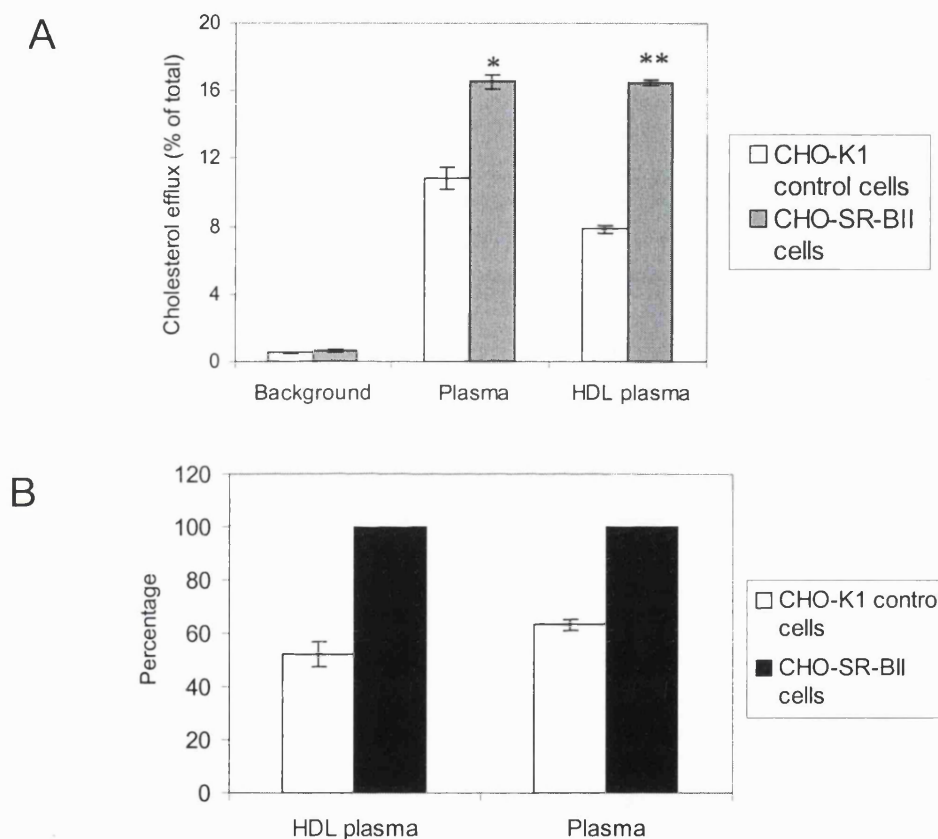 A
Cholesterol efflux (% of total)
20
16
12
8
4
0
*
**
Background
Plasma
HDL plasma
CHO-K1
control cells
CHO-SR-BII
cells
B
Percentage
120
100
80
60
40
20
0
HDL plasma
Plasma
CHO-K1 control
cells
CHO-SR-BII
cells